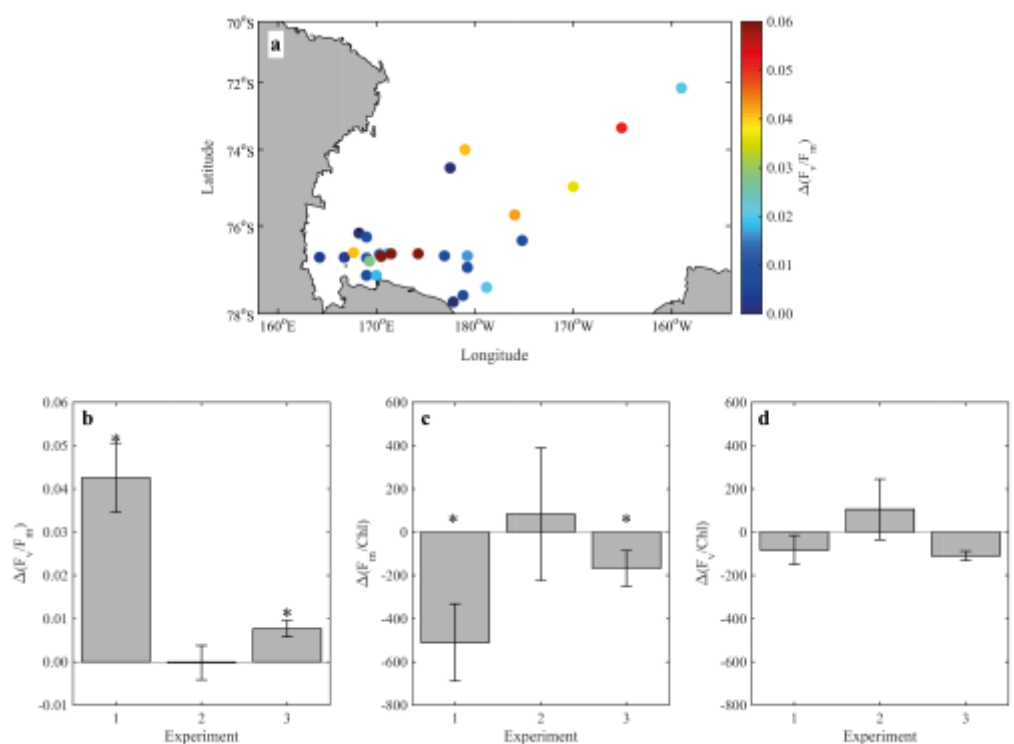 a
70°S
72°S
74°S
76°S
78°S
Latitude
160°E
170°E
180°W
170°W
160°W
Longitude
0.06
0.05
0.04
0.03
0.02
0.01
0.00
Δ(Fv/Fm)
b
0.06
0.05
0.04
0.03
0.02
0.01
0.00
-0.01
Δ(Fv/Fm)
*
*
1 2 3
Experiment
c
600
400
200
0
-200
-400
-600
-800
Δ(Fm/Chl)
*
*
1 2 3
Experiment
d
600
400
200
0
-200
-400
-600
-800
Δ(Fv/Chl)
1 2 3
Experiment